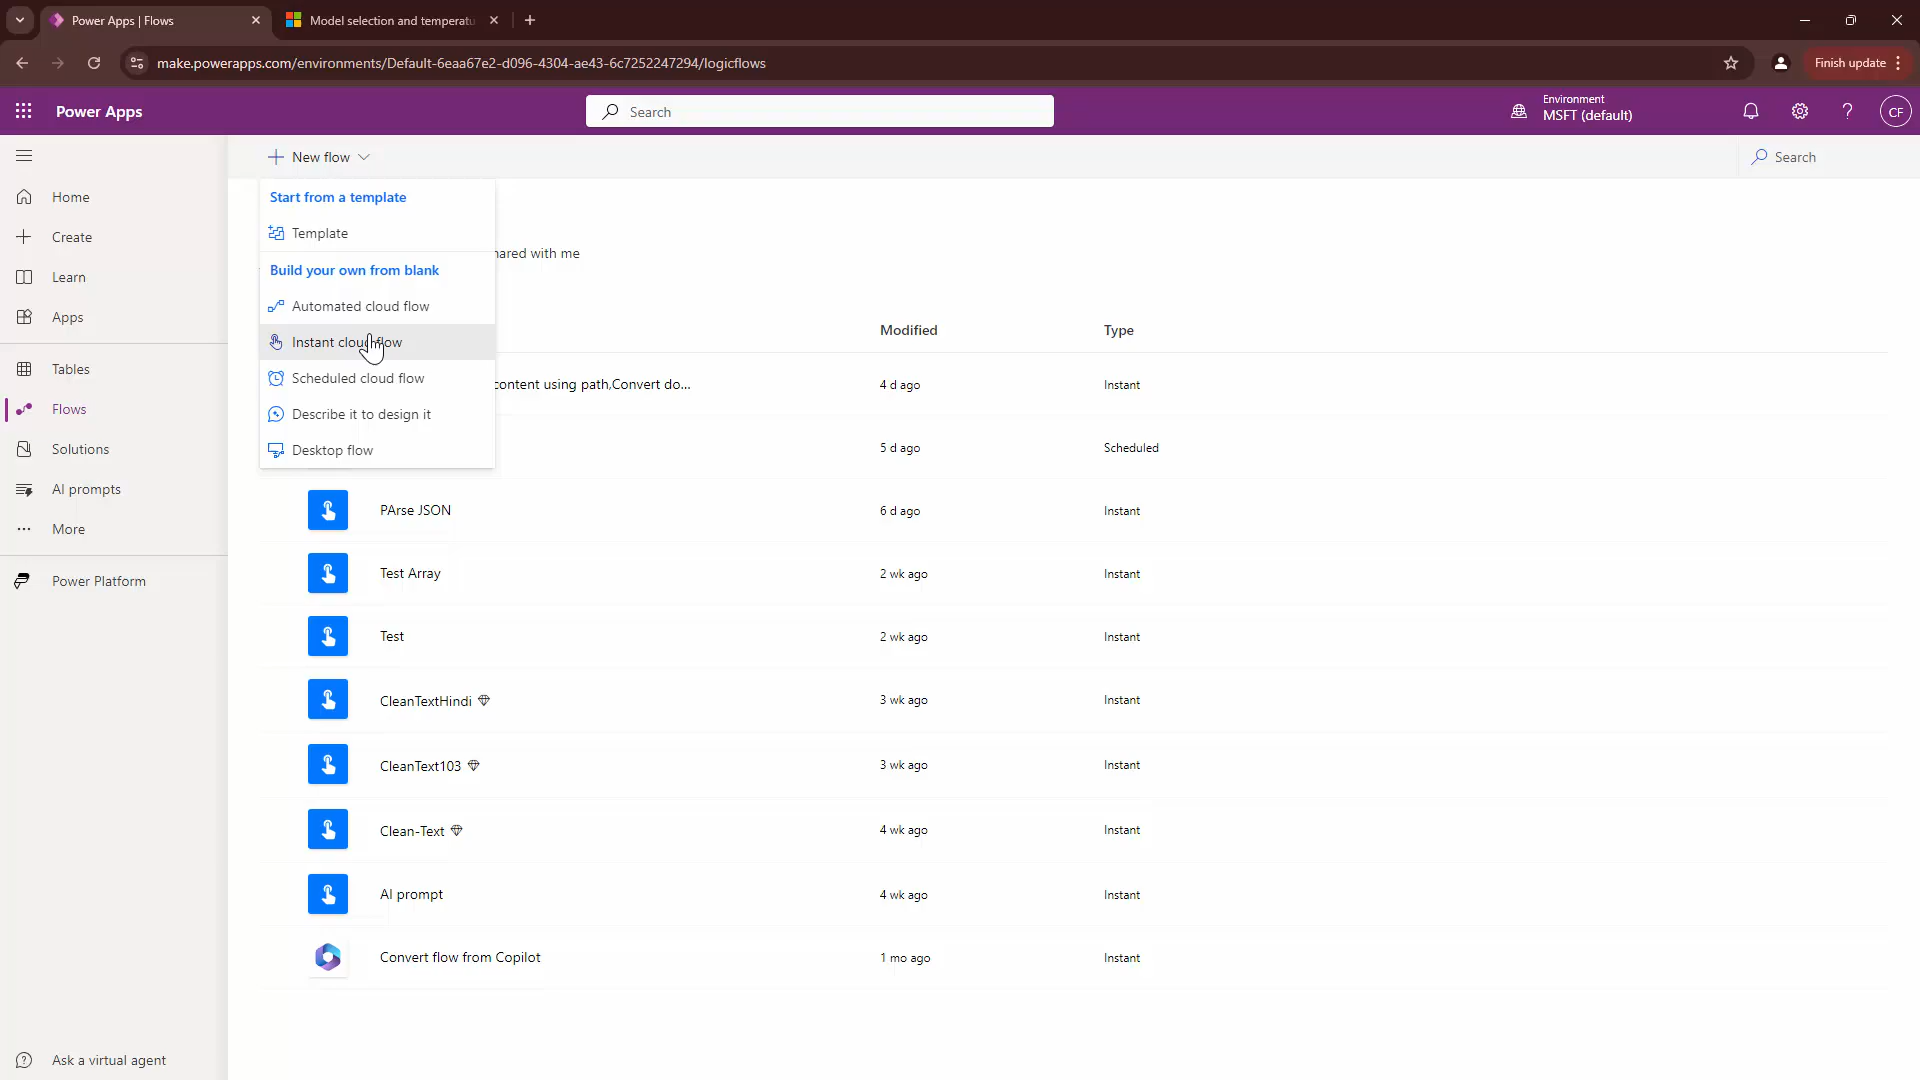 Power Apps | Flows
Model selection and temperatu
make.powerapps.com/environments/Default-6eaa67e2-d096-4304-ae43-6c7252247294/logicflows
Finish update
Power Apps
Search
Environment
MSFT (default)
CF
New flow
Search
Start from a template
Template
hared with me
Build your own from blank
Automated cloud flow
Instant cloud flow
Scheduled cloud flow
Describe it to design it
Desktop flow
Home
Create
Learn
Apps
Tables
Flows
Solutions
AI prompts
More
Power Platform
Ask a virtual agent
Modified Type
content using path,Convert do... 4 d ago Instant
5 d ago Scheduled
PArse JSON 6 d ago Instant
Test Array 2 wk ago Instant
Test 2 wk ago Instant
CleanTextHindi 3 wk ago Instant
CleanText103 3 wk ago Instant
Clean-Text 4 wk ago Instant
AI prompt 4 wk ago Instant
Convert flow from Copilot 1 mo ago Instant